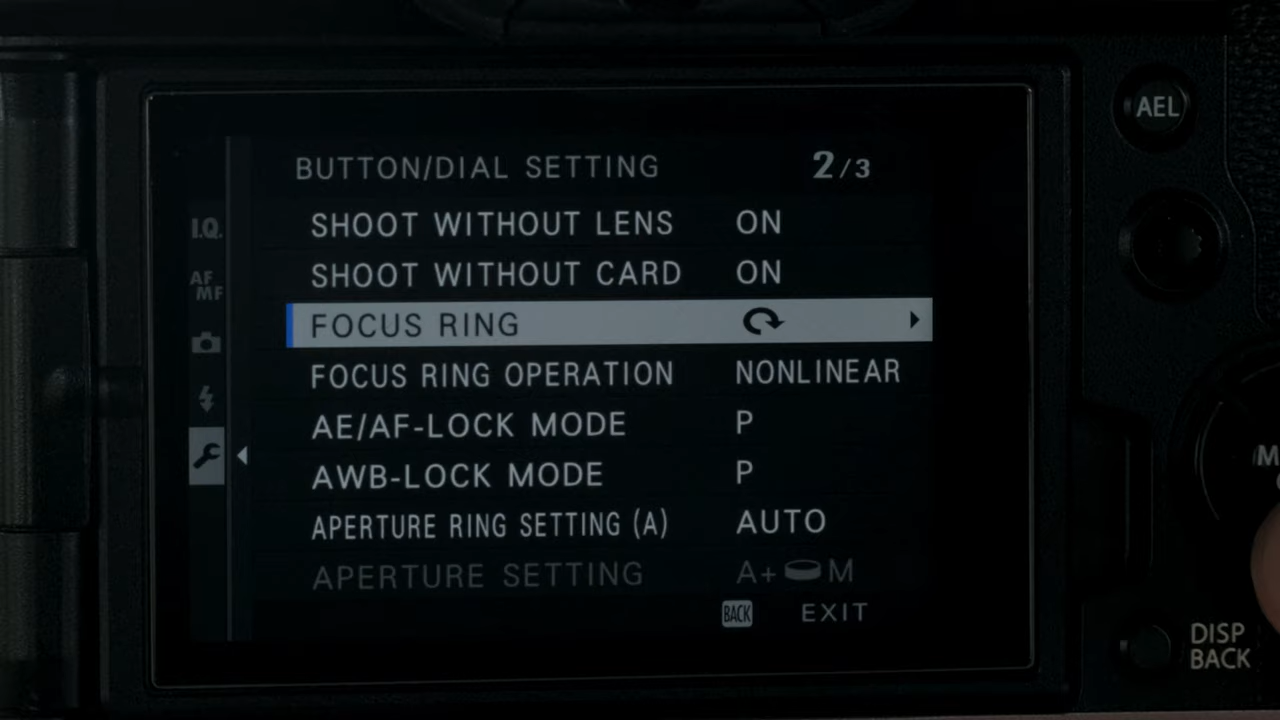 BUTTON/DIAL SETTING 2/3
SHOOT WITHOUT LENS ON
SHOOT WITHOUT CARD ON
FOCUS RING
FOCUS RING OPERATION NONLINEAR
AE/AF-LOCK MODE P
AWB-LOCK MODE P
APERTURE RING SETTING (A) AUTO
APERTURE SETTING A+ M
BACK EXIT
I.Q.
AF
MF
AEL
M
DISP
BACK